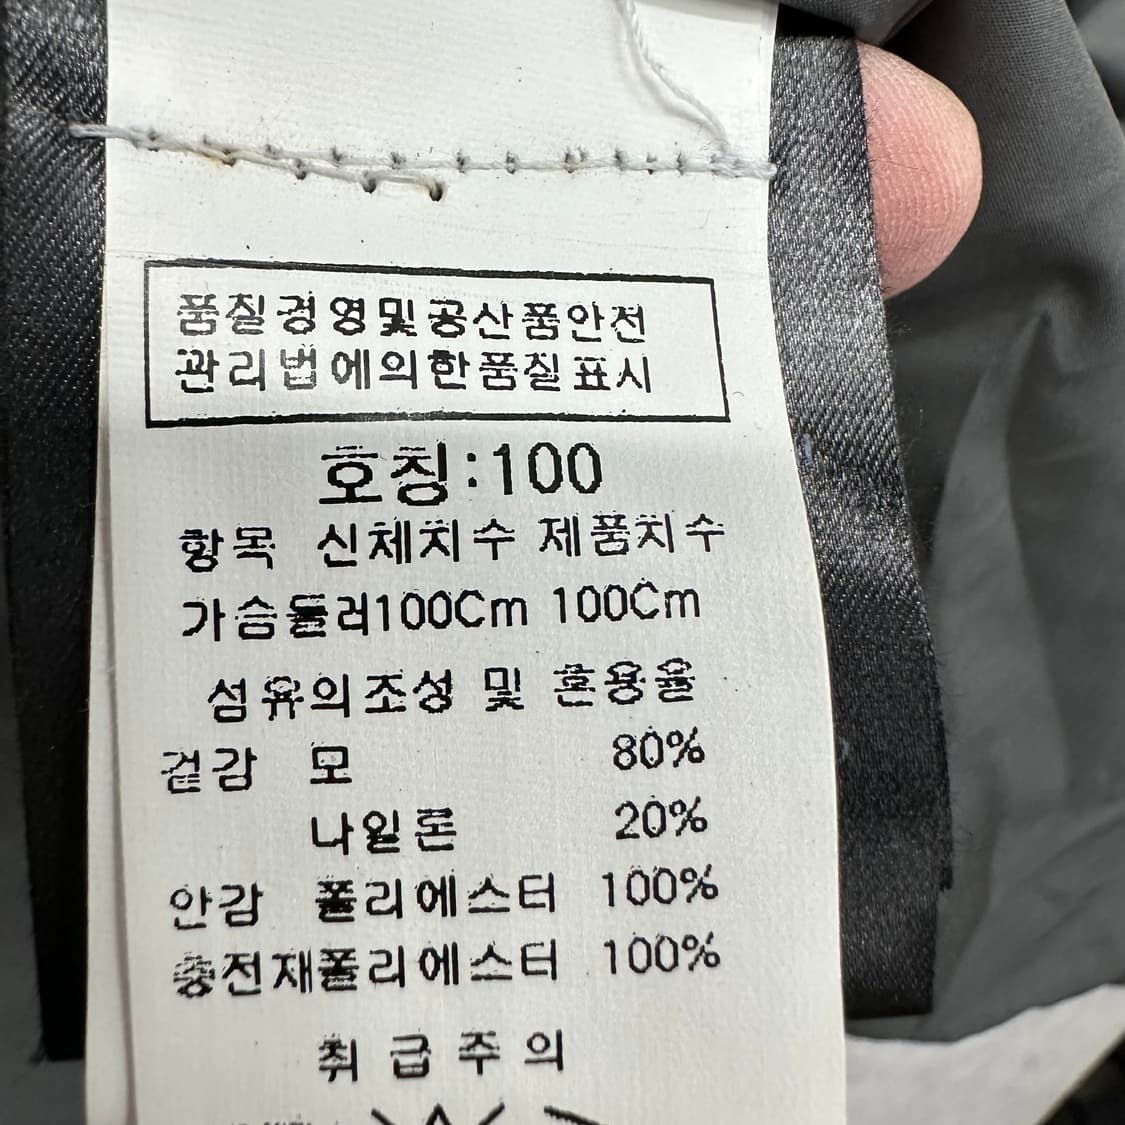 품질경영및공산품안전
관리법에의한품질표시
호칭:100
항목 신체치수 제품치수
가슴둘레100Cm 100Cm
섬유의조성 및 혼용율
겉감 모 80%
나일론 20%
안감 폴리에스터 100%
충전재폴리에스터 100%
취급주의